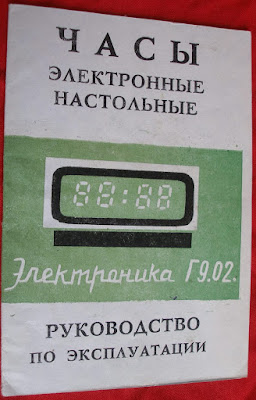 ЧАСЫ
ЭЛЕКТРОННЫЕ
НАСТОЛЬНЫЕ
88:88
Электроника Г9.02.
РУКОВОДСТВО
ПО ЭКСПЛУАТАЦИИ